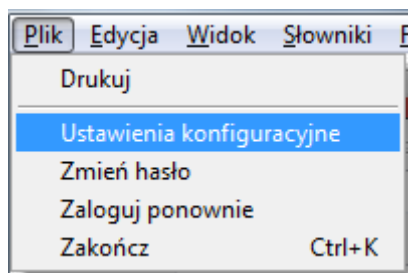 Plik Edycja Widok Słowniki
Drukuj
Ustawienia konfiguracyjne
Zmień hasło
Zaloguj ponownie
Zakończ Ctrl+K